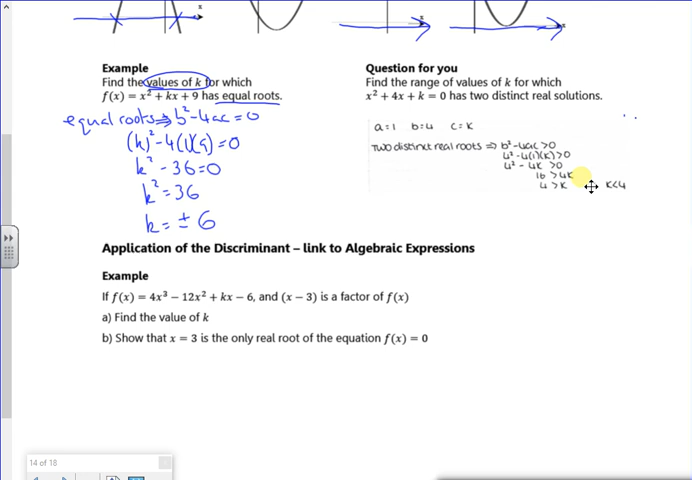 Example
Find the values of k for which
f(x) = x² + kx + 9 has equal roots.
equal roots ⇒ b²-4ac = 0
(k)² - 4(1)(9) = 0
k² - 36 = 0
k² = 36
k = ± 6
Question for you
Find the range of values of k for which
x² + 4x + k = 0 has two distinct real solutions.
a=1 b=4 c=k
Two distinct real roots ⇒ b²-4ac >0
4²-4(1)(k) >0
4² - 4k >0
16 > 4k
4 > k k<4
Application of the Discriminant – link to Algebraic Expressions
Example
If f(x) = 4x³ − 12x² + kx − 6, and (x − 3) is a factor of f(x)
a) Find the value of k
b) Show that x = 3 is the only real root of the equation f(x) = 0
14 of 18